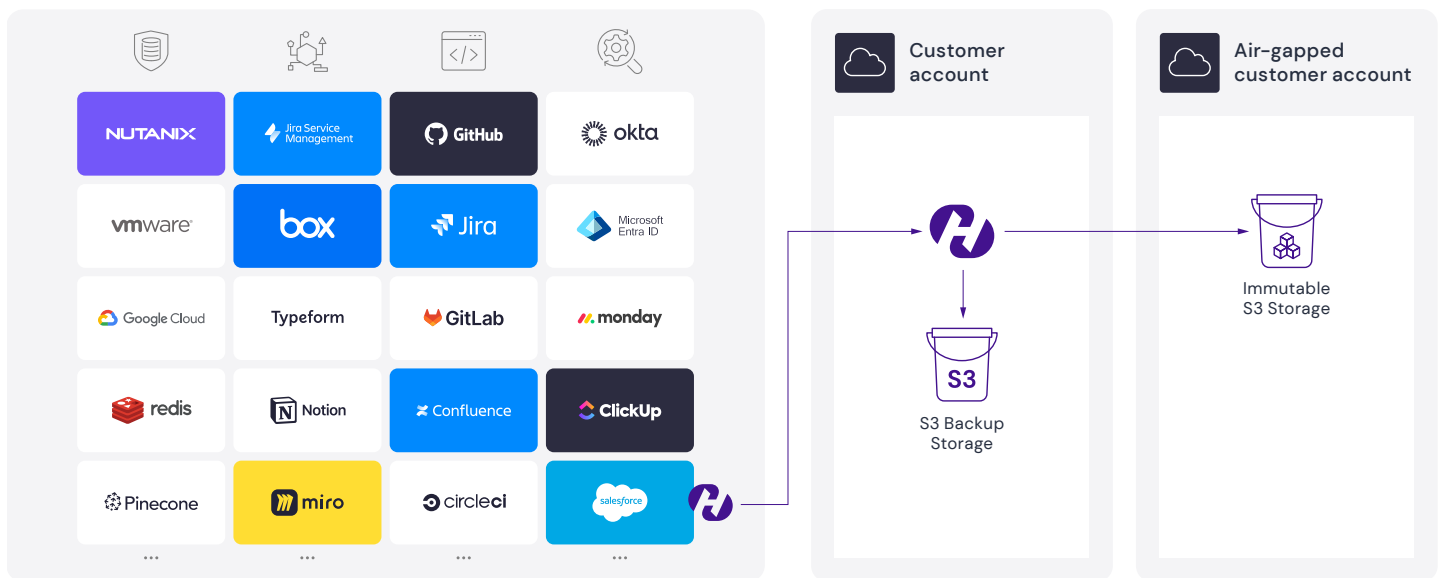 Customer
account
Air-gapped
customer account
NUTANIX
Jira Service
Management
GitHub
okta
vmware®
box
Jira
Microsoft
Entra ID
Google Cloud
Typeform
GitLab
monday
redis
Notion
Confluence
ClickUp
Pinecone
miro
circleci
salesforce
...
...
...
...
S3
S3 Backup
Storage
Immutable
S3 Storage